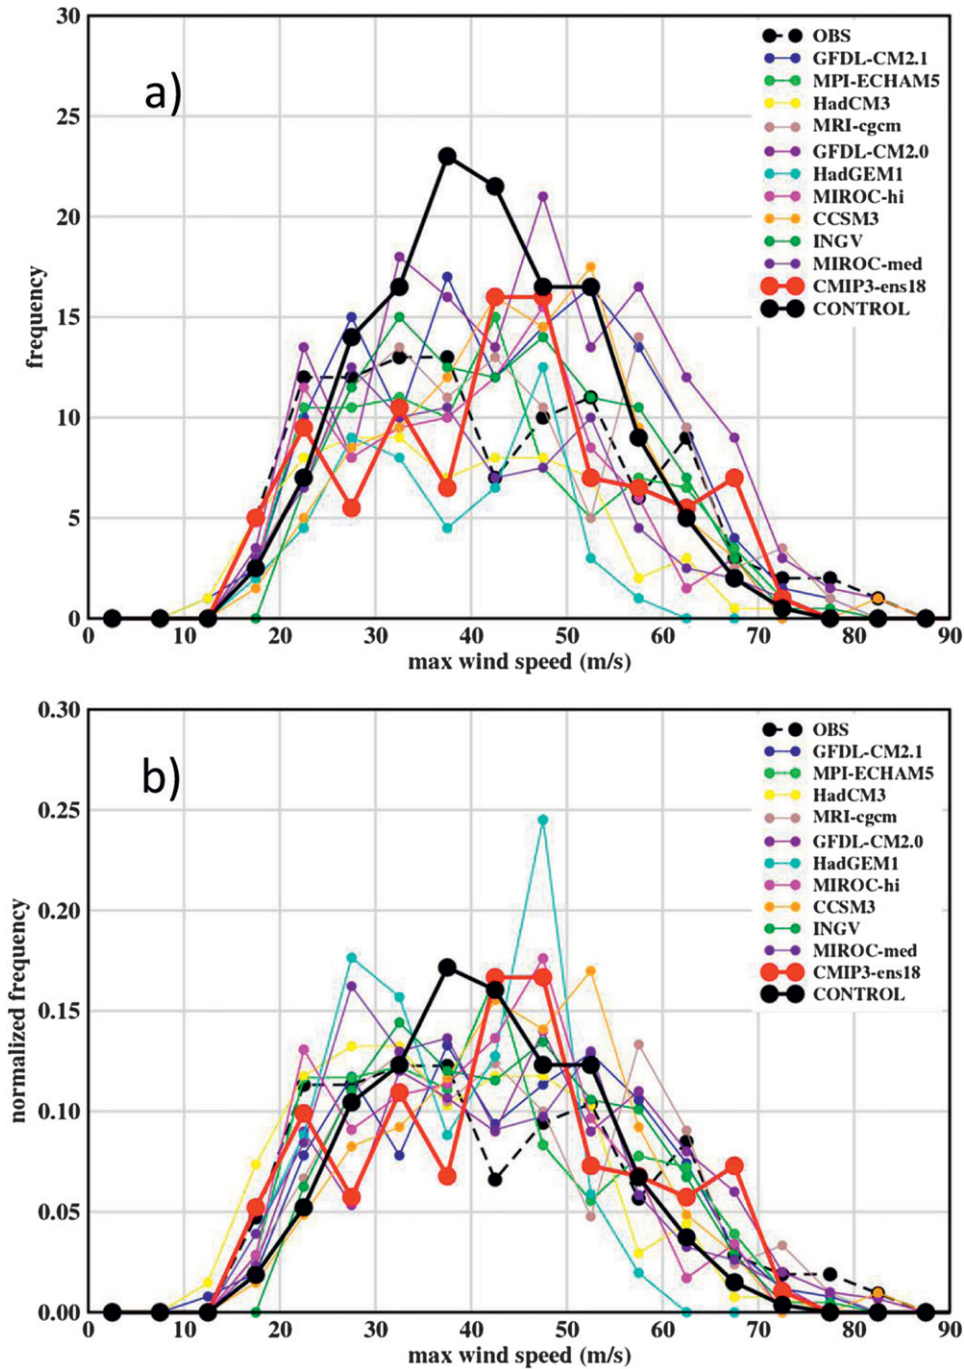 30
25
20
15
10
5
0
frequency
a)
OBS
GFDL-CM2.1
MPI-ECHAM5
HadCM3
MRI-cgcm
GFDL-CM2.0
HadGEM1
MIROC-hi
CCSM3
INGV
MIROC-med
CMIP3-ens18
CONTROL
0 10 20 30 40 50 60 70 80 90
max wind speed (m/s)
0.30
0.25
0.20
0.15
0.10
0.05
0.00
normalized frequency
b)
OBS
GFDL-CM2.1
MPI-ECHAM5
HadCM3
MRI-cgcm
GFDL-CM2.0
HadGEM1
MIROC-hi
CCSM3
INGV
MIROC-med
CMIP3-ens18
CONTROL
0 10 20 30 40 50 60 70 80 90
max wind speed (m/s)